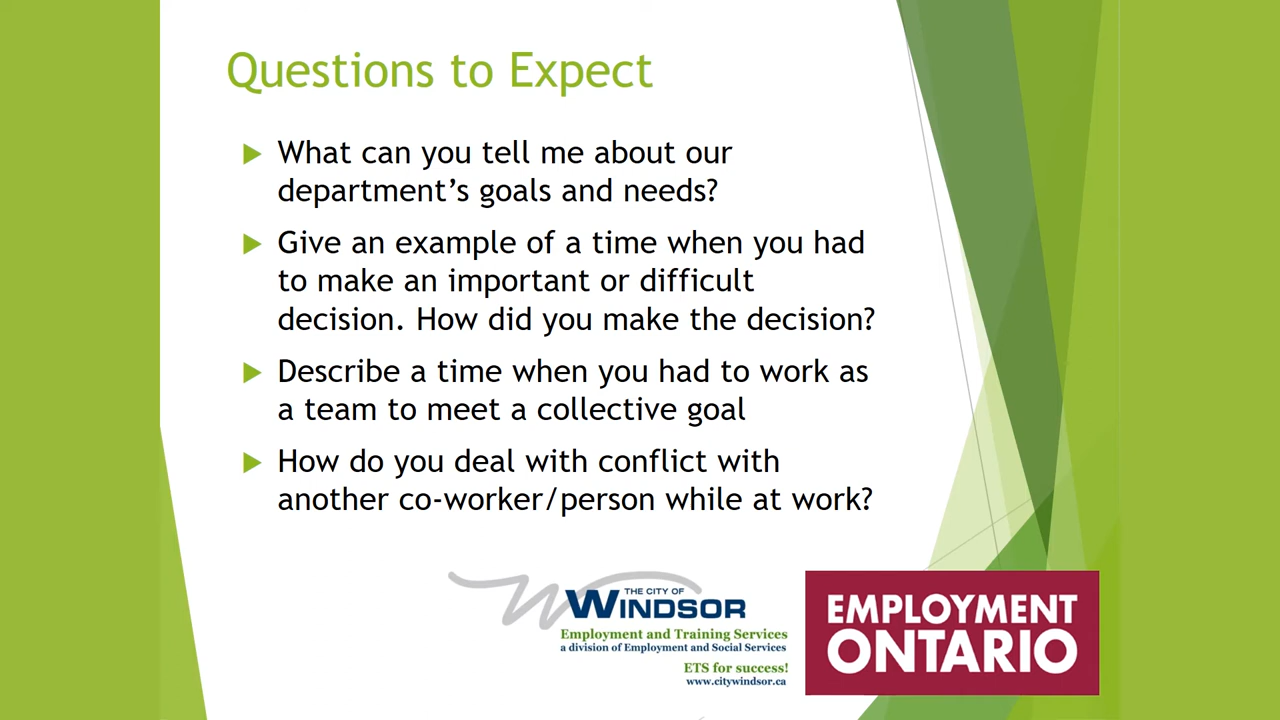 Questions to Expect
What can you tell me about our
department’s goals and needs?
Give an example of a time when you had
to make an important or difficult
decision. How did you make the decision?
Describe a time when you had to work as
a team to meet a collective goal
How do you deal with conflict with
another co-worker/person while at work?
THE CITY OF
WINDSOR
Employment and Training Services
a division of Employment and Social Services
ETS for success!
www.citywindsor.ca
EMPLOYMENT
ONTARIO